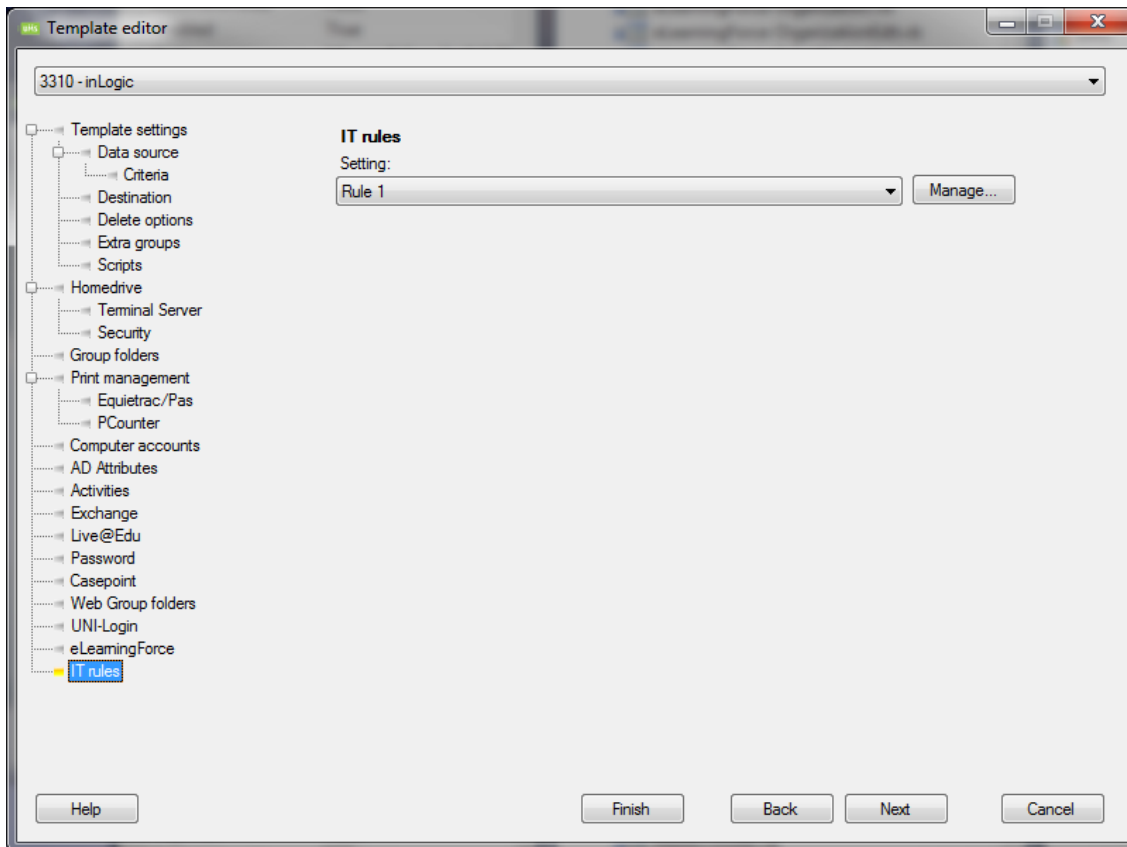 Template editor
3310 - inLogic
Template settings
Data source
Criteria
Destination
Delete options
Extra groups
Scripts
Homedrive
Terminal Server
Security
Group folders
Print management
Equietrac/Pas
PCounter
Computer accounts
AD Attributes
Activities
Exchange
Live@Edu
Password
Casepoint
Web Group folders
UNI-Login
eLearningForce
IT rules
IT rules
Setting:
Rule 1
Manage...
Help
Finish
Back
Next
Cancel